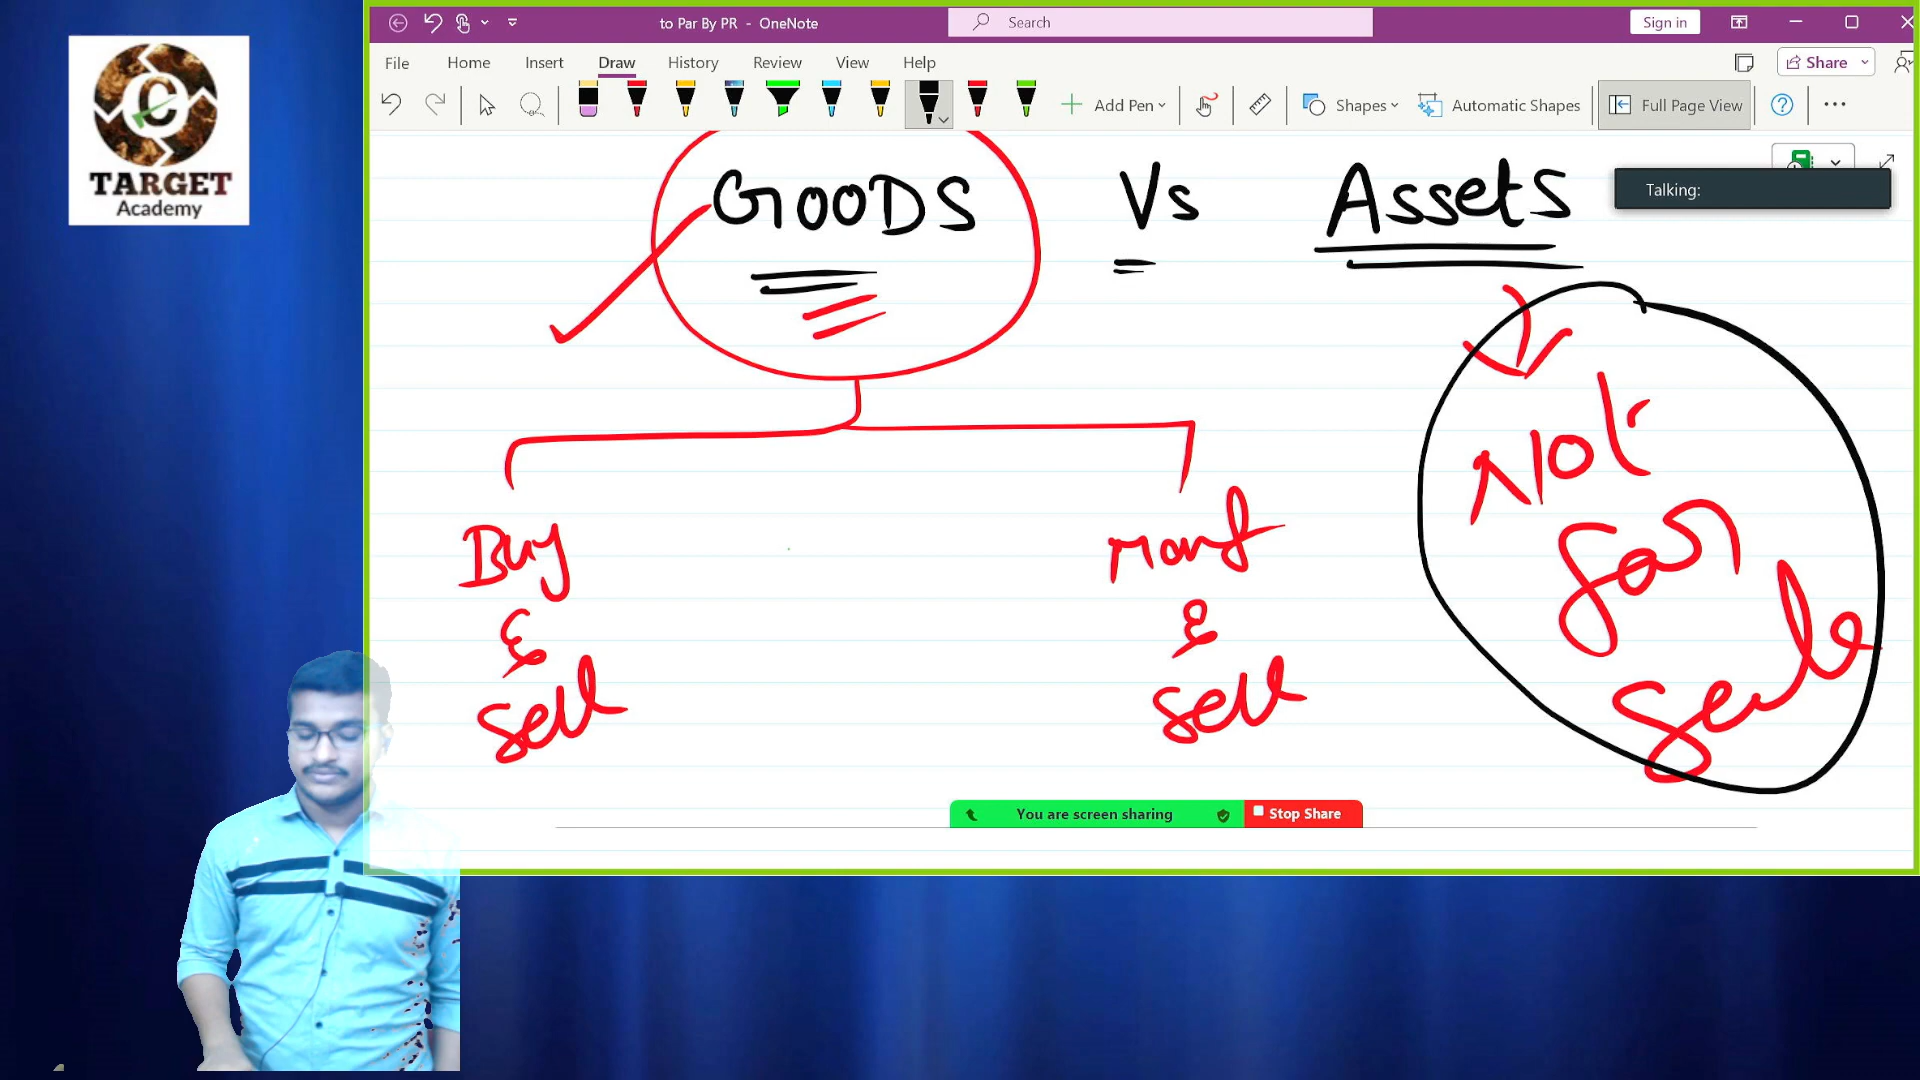 to Par By PR - OneNote
Search
Sign in
File Home Insert Draw History Review View Help
Share
Add Pen
Shapes
Automatic Shapes
Full Page View
TARGET
Academy
GOODS Vs Assets
Talking:
Not
for
Sale
Buy
&
Sell
Manf
&
Sell
You are screen sharing
Stop Share